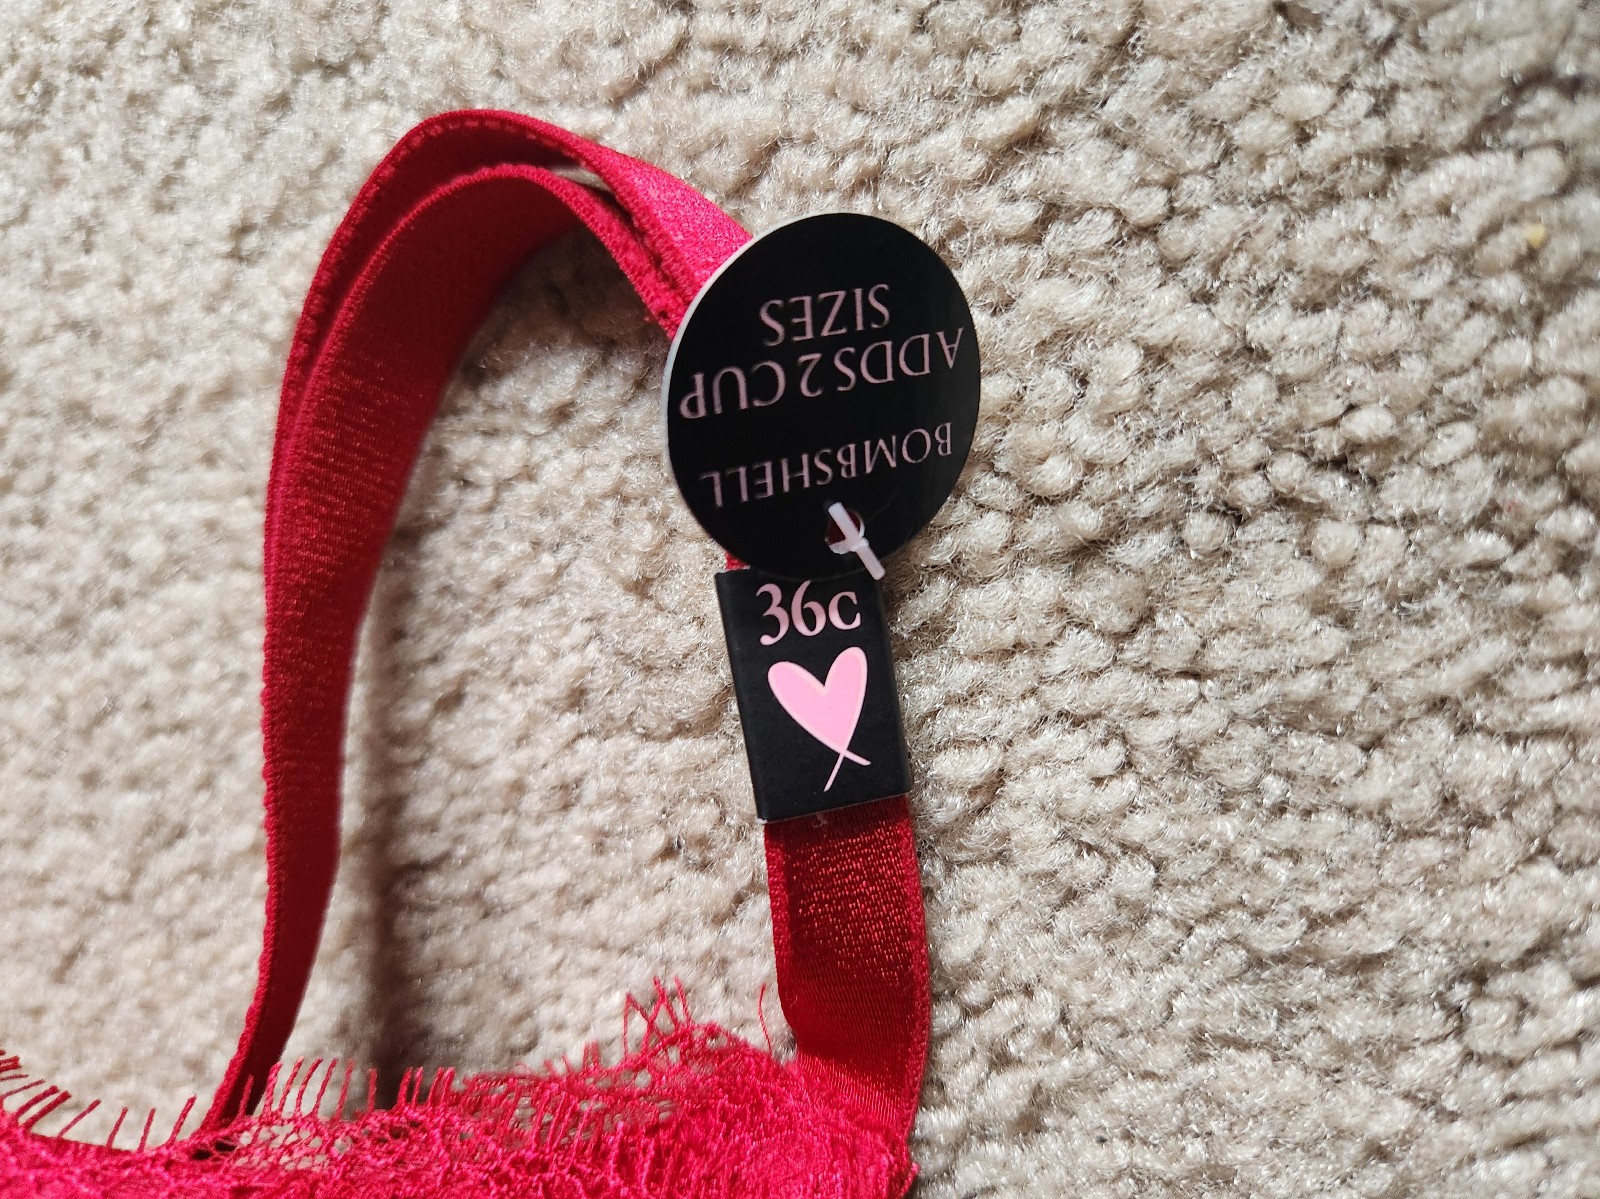 BOMBSHELL
ADDS 2 CUP
SIZES
36C